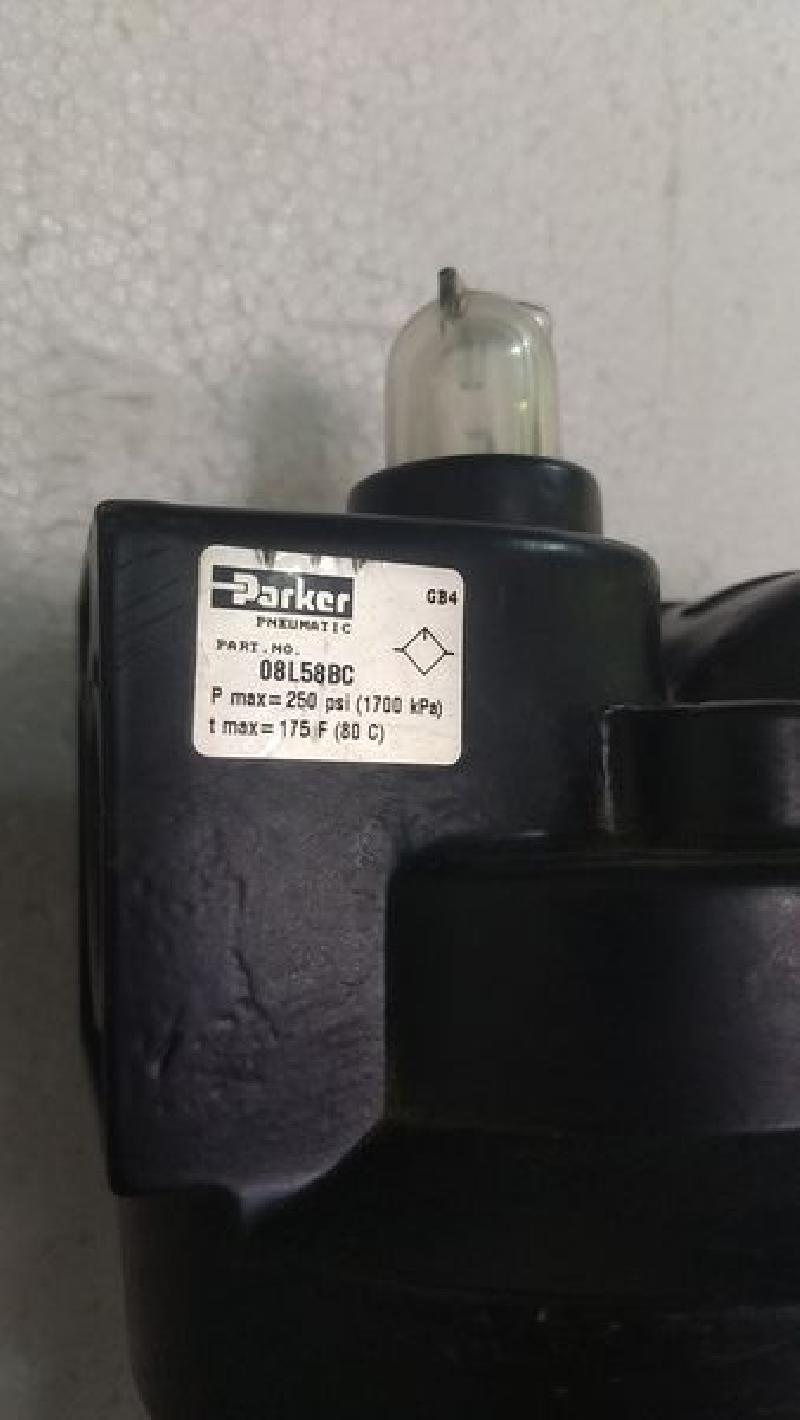 Parker
GB4
PNEUMATIC
PART.NO.
08L58BC
P max= 250 psi (1700 kPa)
t max= 175 F (80 C)